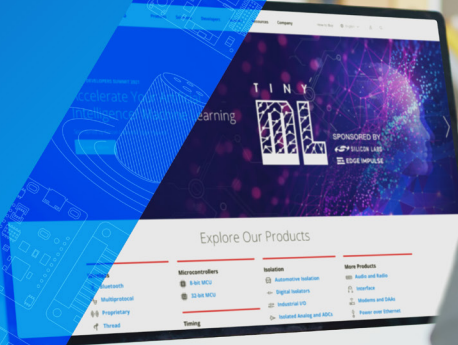 Products
Company
Accelerate Your Artificial
Intelligence/Machine Learning
TINY
ML
SPONSORED BY
SILICON LABS
EDGE IMPULSE
Explore Our Products
Bluetooth
Multiprotocol
Proprietary
Thread
Microcontrollers
8-bit MCU
32-bit MCU
Timing
Isolation
Automotive Isolation
Digital Isolators
Industrial I/O
Isolated Analog and ADCs
More Products
Audio and Radio
Interface
Modems and DAAs
Power over Ethernet